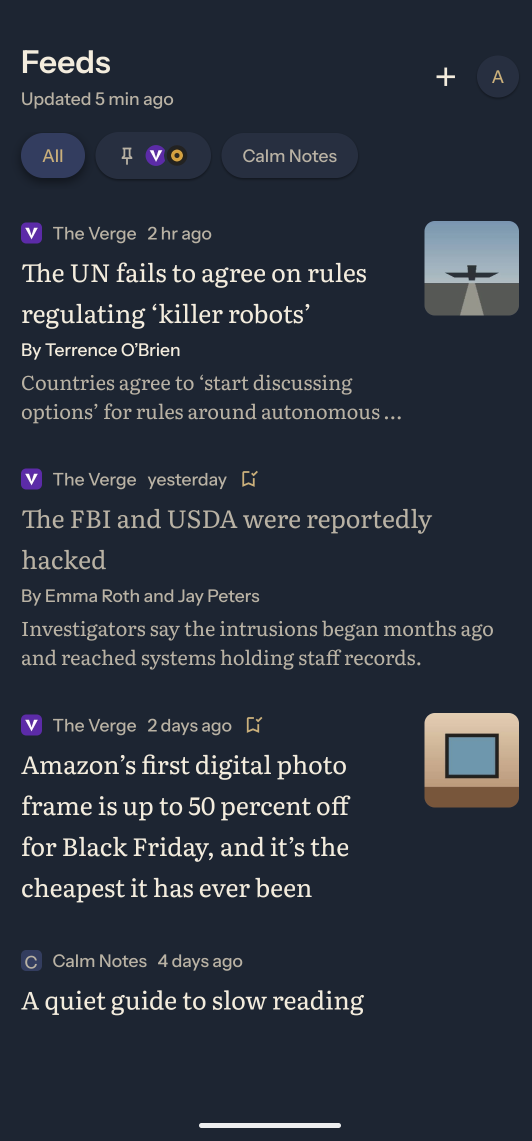 Feeds
Updated 5 min ago
A
All
V
Calm Notes
V The Verge 2 hr ago
The UN fails to agree on rules
regulating ‘killer robots’
By Terrence O’Brien
Countries agree to ‘start discussing
options’ for rules around autonomous …
V The Verge yesterday
The FBI and USDA were reportedly
hacked
By Emma Roth and Jay Peters
Investigators say the intrusions began months ago
and reached systems holding staff records.
V The Verge 2 days ago
Amazon’s first digital photo
frame is up to 50 percent off
for Black Friday, and it’s the
cheapest it has ever been
C Calm Notes 4 days ago
A quiet guide to slow reading